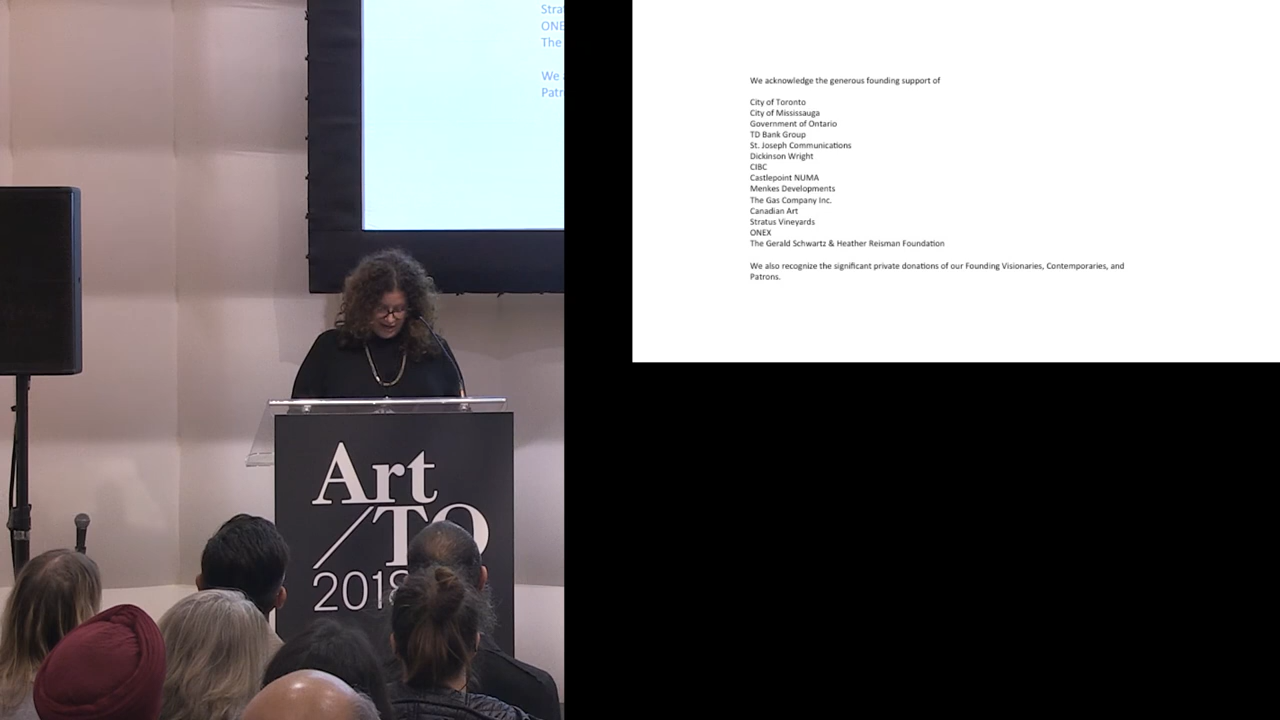 Stra
ONE
The
We a
Patr
Art
/TO
2018
We acknowledge the generous founding support of
City of Toronto
City of Mississauga
Government of Ontario
TD Bank Group
St. Joseph Communications
Dickinson Wright
CIBC
Castlepoint NUMA
Menkes Developments
The Gas Company Inc.
Canadian Art
Stratus Vineyards
ONEX
The Gerald Schwartz & Heather Reisman Foundation
We also recognize the significant private donations of our Founding Visionaries, Contemporaries, and
Patrons.